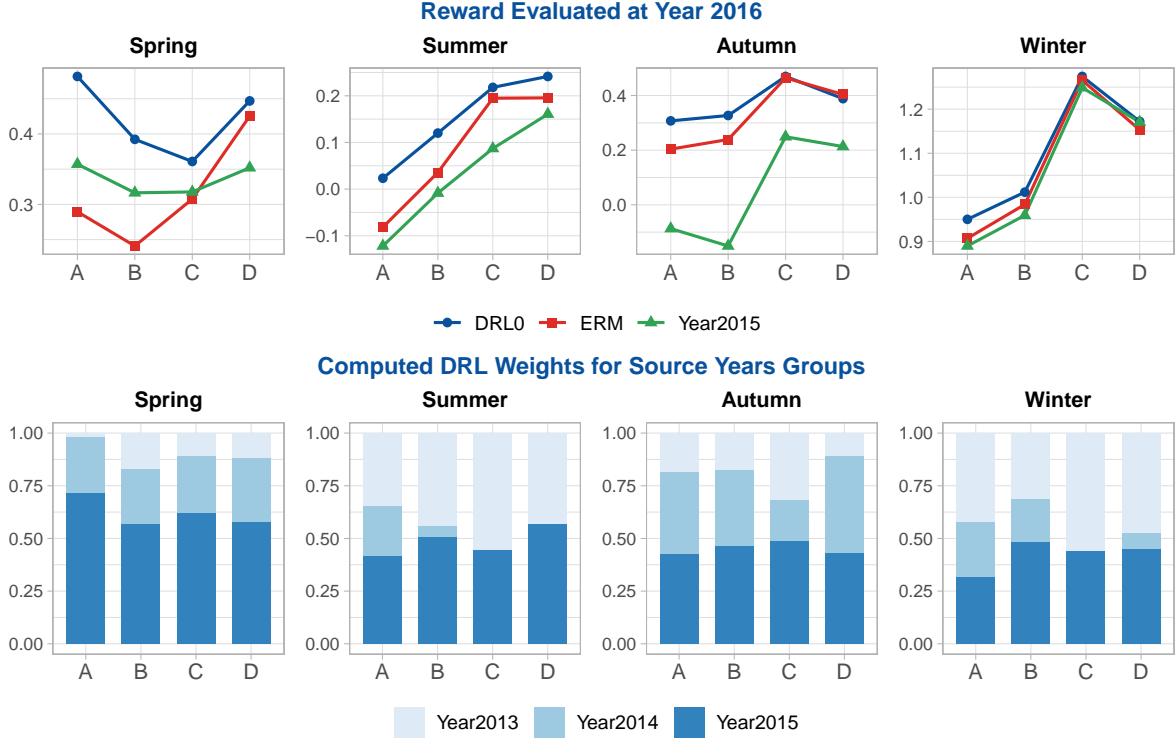 Reward Evaluated at Year 2016
Spring Summer Autumn Winter
0.4
0.3
A B C D
0.2
0.1
0.0
−0.1
A B C D
0.4
0.2
0.0
A B C D
1.2
1.1
1.0
0.9
A B C D
DRL0 ERM Year2015
Computed DRL Weights for Source Years Groups
Spring Summer Autumn Winter
1.00
0.75
0.50
0.25
0.00
A B C D
1.00
0.75
0.50
0.25
0.00
A B C D
1.00
0.75
0.50
0.25
0.00
A B C D
1.00
0.75
0.50
0.25
0.00
A B C D
Year2013 Year2014 Year2015